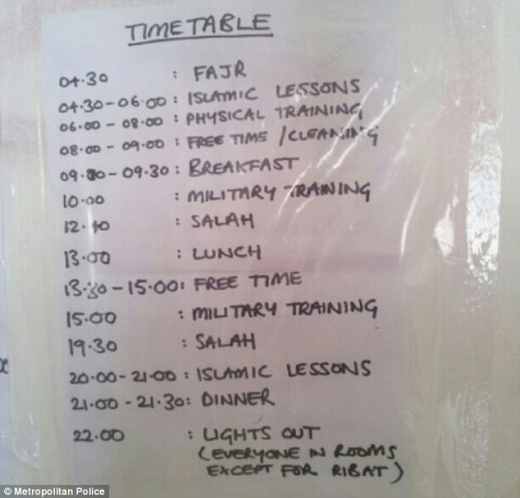 TIMETABLE
04.30 : FAJR
04.30-06.00 : ISLAMIC LESSONS
06.00 - 08.00 : PHYSICAL TRAINING
08.00 - 09.00 : FREE TIME / CLEANING
09.00 - 09.30 : BREAKFAST
10.00 : MILITARY TRAINING
12.40 : SALAH
13.00 : LUNCH
13.30 - 15.00: FREE TIME
15.00 : MILITARY TRAINING
19.30 : SALAH
20.00 - 21.00 : ISLAMIC LESSONS
21.00 - 21.30: DINNER
22.00 : LIGHTS OUT
(EVERYONE IN ROOMS
EXCEPT FOR RIBAT)
© Metropolitan Police